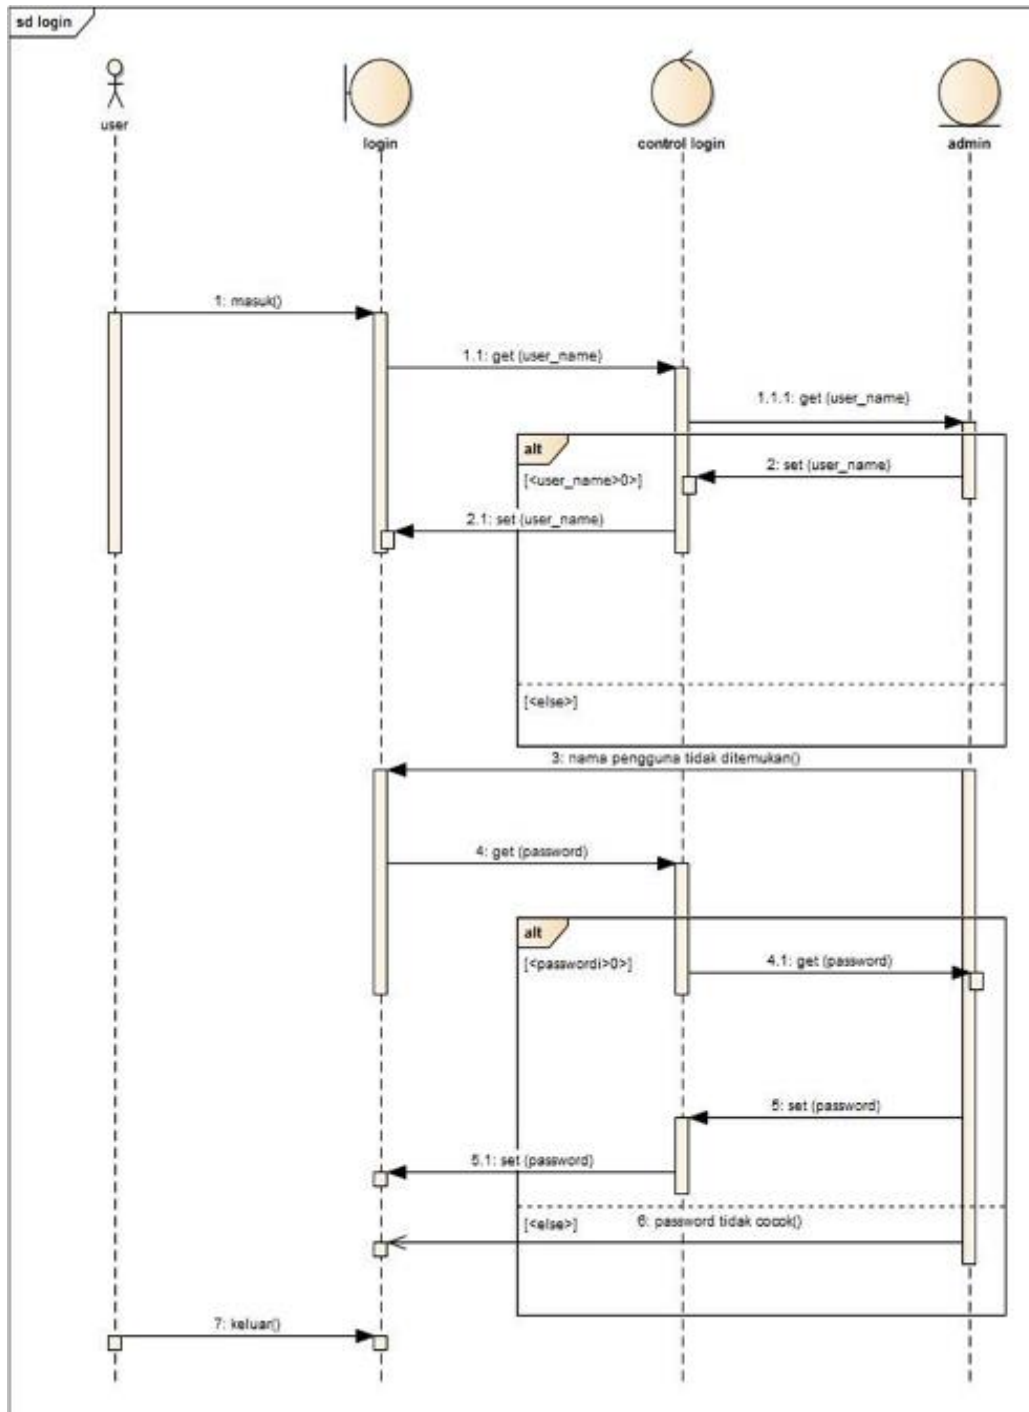 sd login
user
login
control login
admin
1: masuk()
1.1: get (user_name)
1.1.1: get (user_name)
alt
[<user_name>0>]
2: set (user_name)
2.1: set (user_name)
[<else>]
3: nama pengguna tidak ditemukan()
4: get (password)
alt
[<passwordi>0>]
4.1: get (password)
5: set (password)
5.1: set (password)
[<else>]
6: password tidak cocok()
7: keluar()